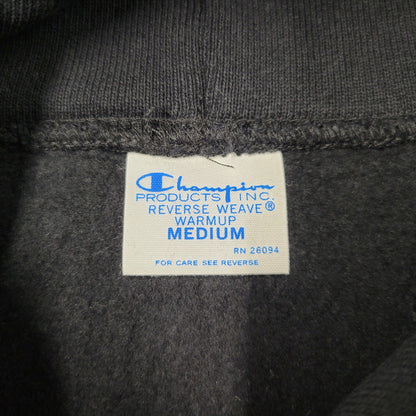 Champion
PRODUCTS INC.
REVERSE WEAVE®
WARMUP
MEDIUM
RN 26094
FOR CARE SEE REVERSE